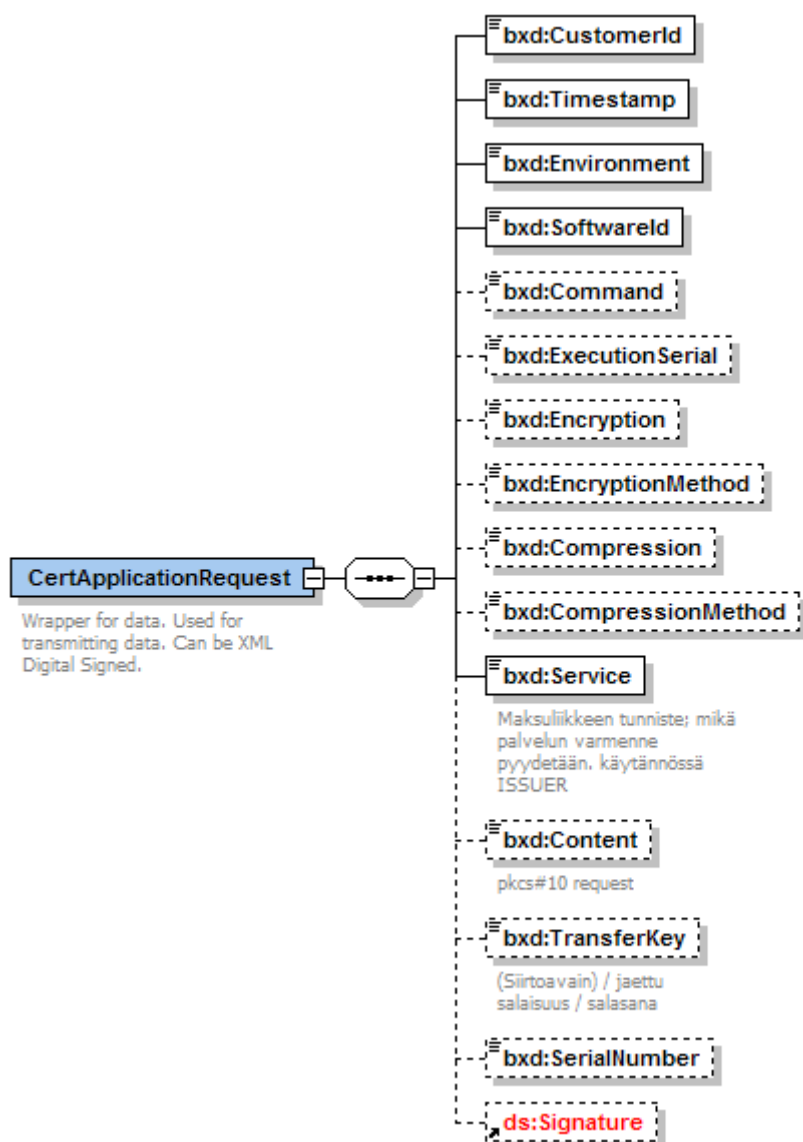 bxd:CustomerId
bxd:Timestamp
bxd:Environment
bxd:SoftwareId
bxd:Command
bxd:ExecutionSerial
bxd:Encryption
bxd:EncryptionMethod
bxd:Compression
CertApplicationRequest
Wrapper for data. Used for
transmitting data. Can be XML
Digital Signed.
bxd:CompressionMethod
bxd:Service
Maksuliikkeen tunniste; mikä
palvelun varmenne
pyydetään. käytännössä
ISSUER
bxd:Content
pkcs#10 request
bxd:TransferKey
(Siirtoavain) / jaettu
salaisuus / salasana
bxd:SerialNumber
ds:Signature